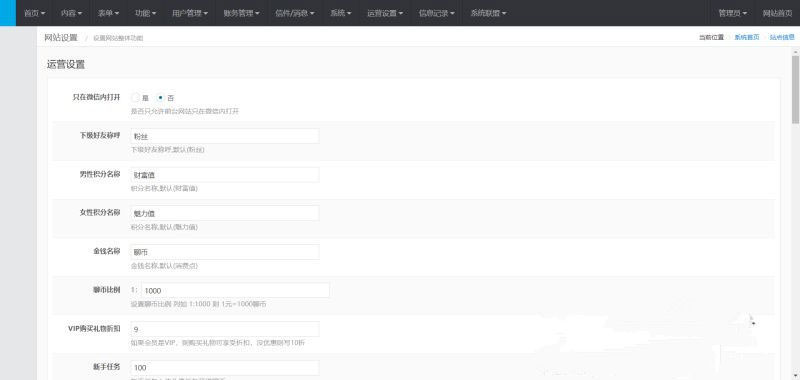 首页 内容 表单 功能 用户管理 账务管理 信件/消息 系统 运营设置 信息记录 系统联盟 管理员 网站首页
网站设置 / 设置网站整体功能 当前位置 系统首页 站点信息
运营设置
只在微信内打开 是 否
是否只允许前台网站只在微信内打开
下级好友称呼 粉丝
下级好友称呼,默认(粉丝)
男性积分名称 财富值
积分名称,默认(财富值)
女性积分名称 魅力值
积分名称,默认(魅力值)
金钱名称 聊币
金钱名称,默认(消费点)
聊币比例 1: 1000
设置聊币比例 列如 1:1000 则 1元=1000聊币
VIP购买礼物折扣 9
如果会员是VIP，则购买礼物可享受折扣，没优惠则写10折
新手任务 100